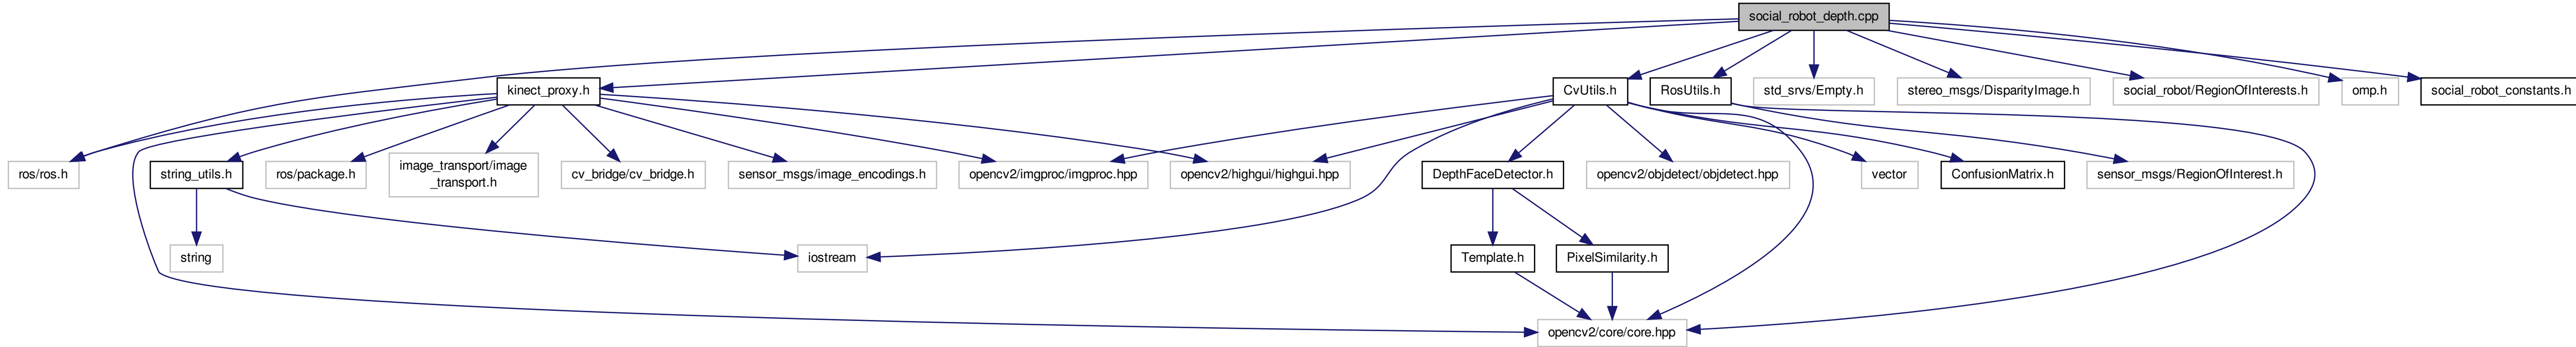 social_robot_depth.cpp
kinect_proxy.h
CvUtils.h
RosUtils.h
std_srvs/Empty.h
stereo_msgs/DisparityImage.h
social_robot/RegionOfInterests.h
omp.h
social_robot_constants.h
ros/ros.h
string_utils.h
ros/package.h
image_transport/image
_transport.h
cv_bridge/cv_bridge.h
sensor_msgs/image_encodings.h
opencv2/imgproc/imgproc.hpp
opencv2/highgui/highgui.hpp
DepthFaceDetector.h
opencv2/objdetect/objdetect.hpp
vector
ConfusionMatrix.h
sensor_msgs/RegionOfInterest.h
string
iostream
Template.h
PixelSimilarity.h
opencv2/core/core.hpp